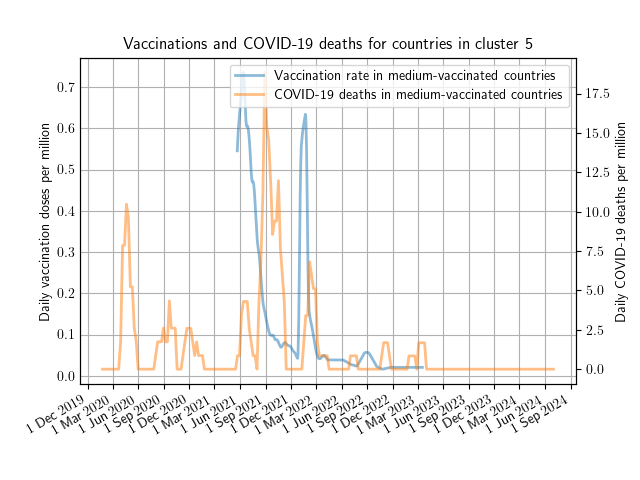 Vaccinations and COVID-19 deaths for countries in cluster 5
Vaccination rate in medium-vaccinated countries
COVID-19 deaths in medium-vaccinated countries
Daily vaccination doses per million
0.7
0.6
0.5
0.4
0.3
0.2
0.1
0.0
17.5
15.0
12.5
10.0
7.5
5.0
2.5
0.0
Daily COVID-19 deaths per million
1 Dec 2019
1 Mar 2020
1 Jun 2020
1 Sep 2020
1 Dec 2020
1 Mar 2021
1 Jun 2021
1 Sep 2021
1 Dec 2021
1 Mar 2022
1 Jun 2022
1 Sep 2022
1 Dec 2022
1 Mar 2023
1 Jun 2023
1 Sep 2023
1 Dec 2023
1 Mar 2024
1 Jun 2024
1 Sep 2024